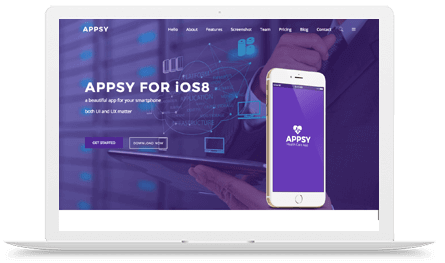 APPSY
Hello About Features Screenshot Team Pricing Blog Contact
APPSY FOR iOS8
a beautiful app for your smartphone
both UI and UX matter
GET STARTED DOWNLOAD NOW
APPSY